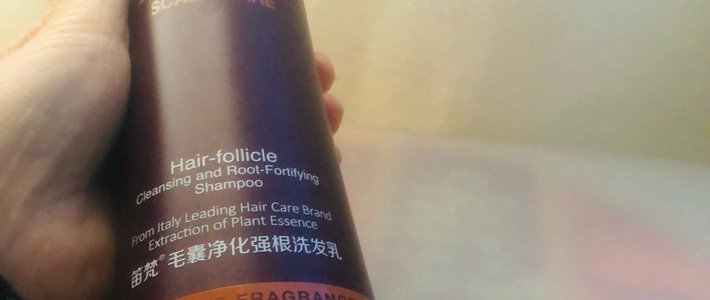 Hair-follicle
Cleansing and Root-Fortifying
Shampoo
From Italy Leading Hair Care Brand
Extraction of Plant Essence
笛梵® 毛囊净化强根洗发乳
FRAGRANCE